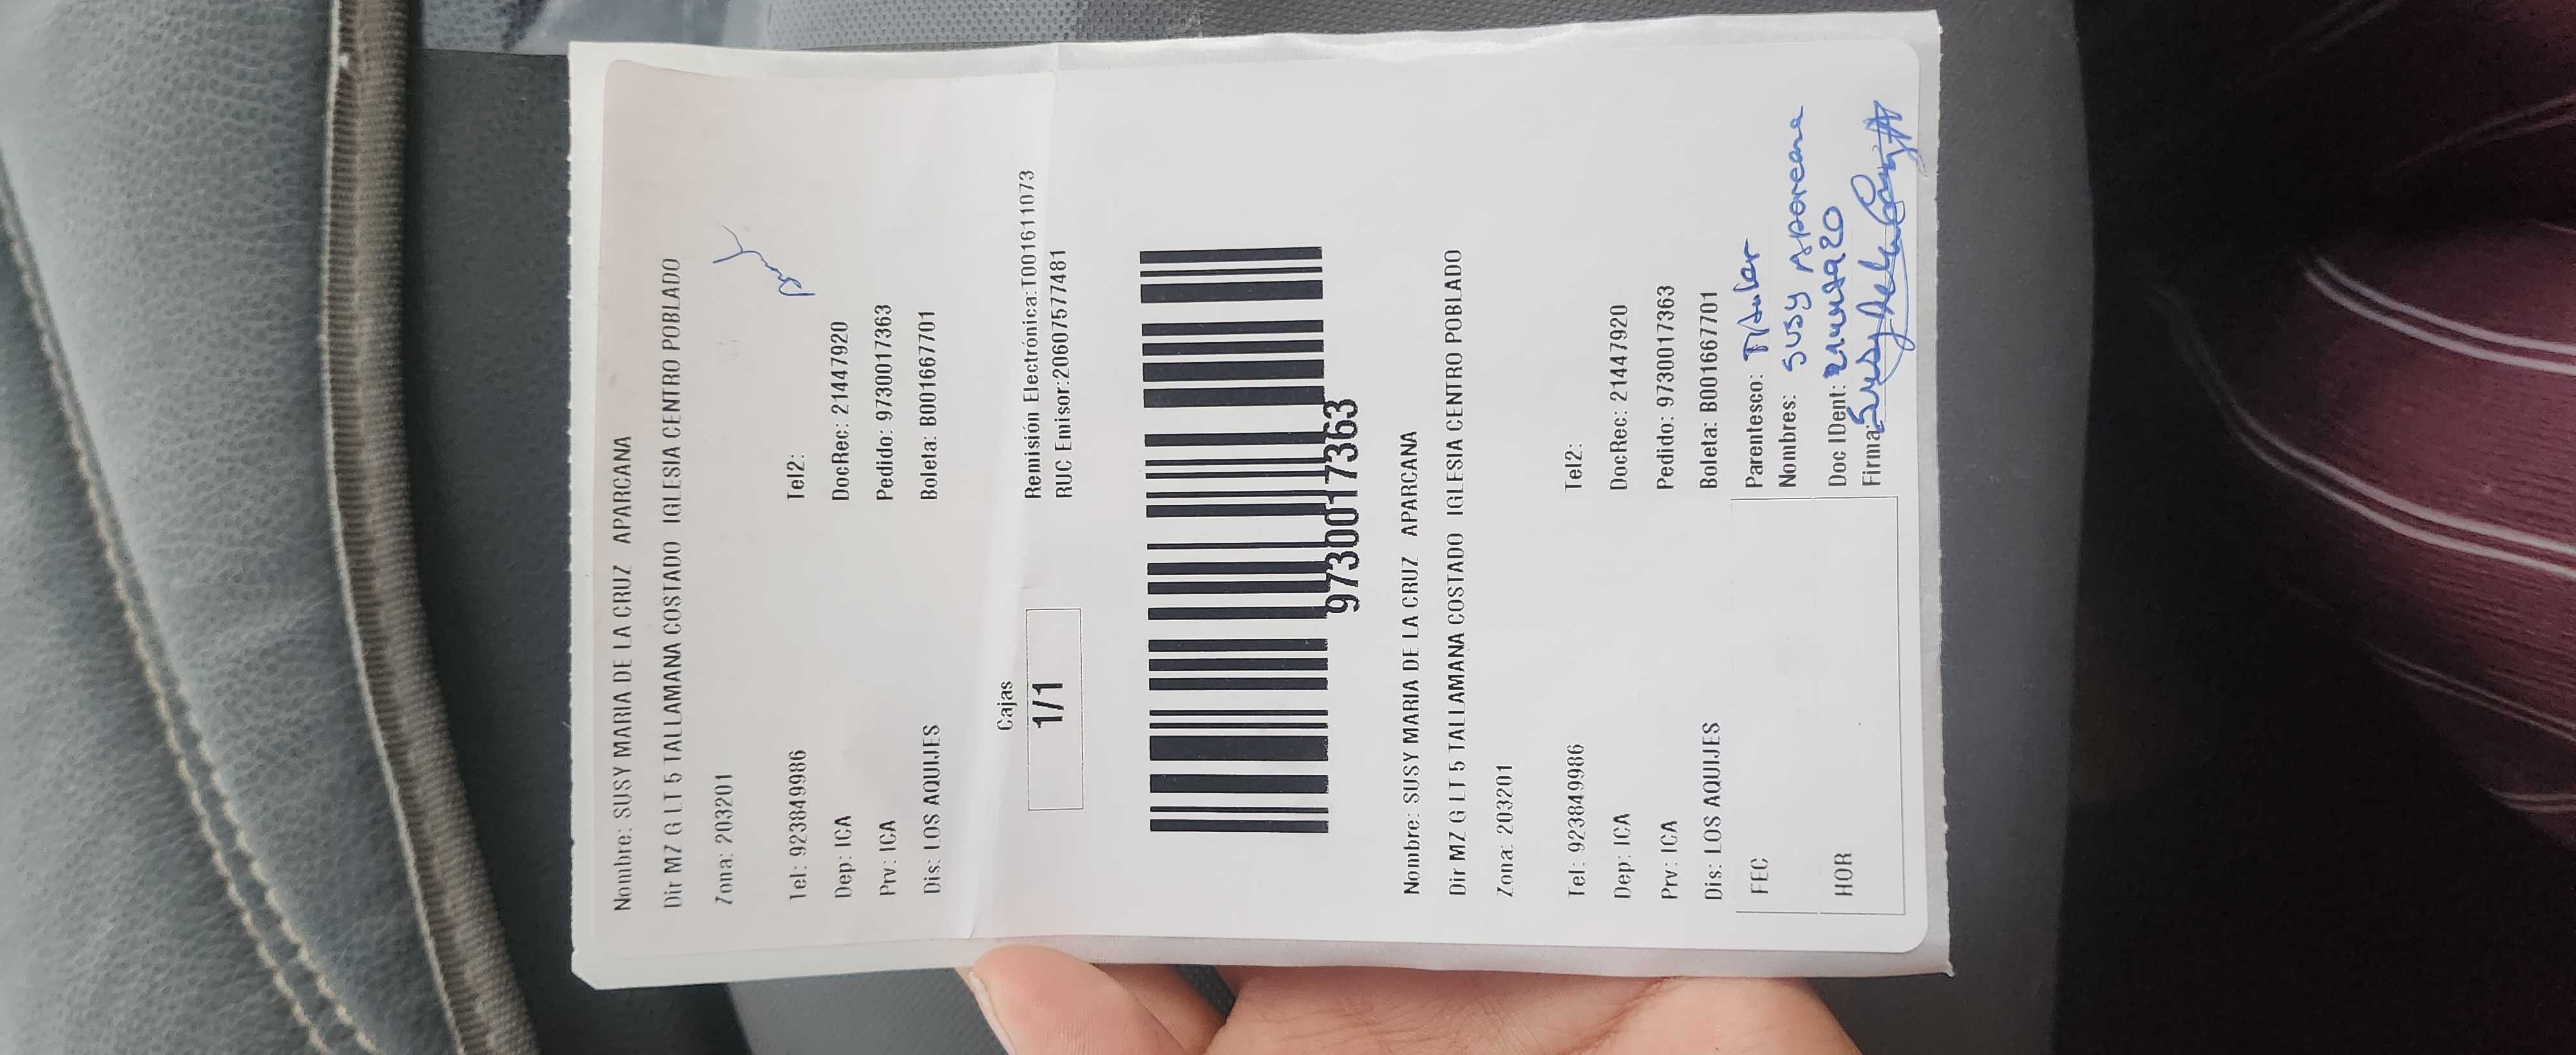 Nombre: SUSY MARIA DE LA CRUZ APARCANA
Dir MZ G LT 5 TALLAMANA COSTADO IGLESIA CENTRO POBLADO
Zona: 203201
Tel: 923849986 Tel2:
Dep: ICA DocRec: 21447920
Prv: ICA Pedido: 9730017363
Dis: LOS AQUIJES Boleta: B001667701
Cajas
1/1
Remisión Electrónica:T001611073
RUC Emisor:20607577481
9730017363
Nombre: SUSY MARIA DE LA CRUZ APARCANA
Dir MZ G LT 5 TALLAMANA COSTADO IGLESIA CENTRO POBLADO
Zona: 203201
Tel: 923849986 Tel2:
Dep: ICA DocRec: 21447920
Prv: ICA Pedido: 9730017363
Dis: LOS AQUIJES Boleta: B001667701
FEC Parentesco: Titular
Nombres: Susy Aparcana
HOR Doc IDent: 21447920
Firma: